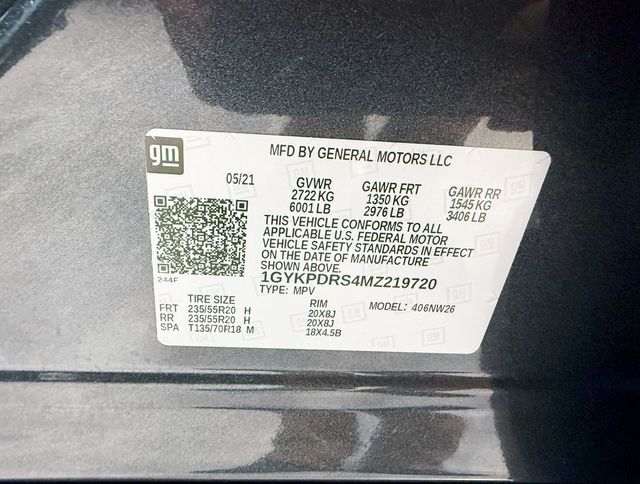 gm
MFD BY GENERAL MOTORS LLC
05/21
GVWR GAWR FRT GAWR RR
2722 KG 1350 KG 1545 KG
6001 LB 2976 LB 3406 LB
THIS VEHICLE CONFORMS TO ALL
APPLICABLE U.S. FEDERAL MOTOR
VEHICLE SAFETY STANDARDS IN EFFECT
ON THE DATE OF MANUFACTURE
SHOWN ABOVE.
244F
1GYKPDRS4MZ219720
TYPE: MPV
TIRE SIZE RIM MODEL: 406NW26
FRT 235/55R20 H 20X8J
RR 235/55R20 H 20X8J
SPA T135/70R18 M 18X4.5B